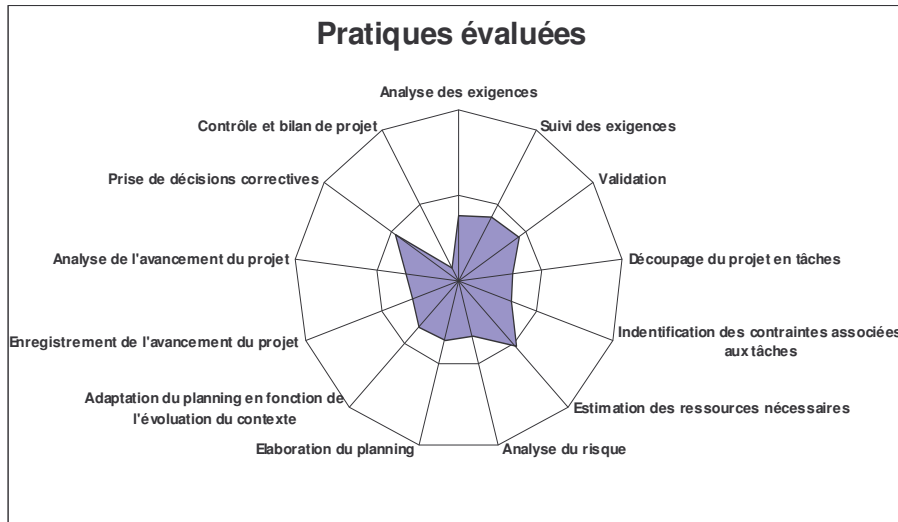 Pratiques évaluées
Analyse des exigences
Suivi des exigences
Validation
Découpage du projet en tâches
Indentification des contraintes associées
aux tâches
Estimation des ressources nécessaires
Analyse du risque
Elaboration du planning
Adaptation du planning en fonction de
l'évoluation du contexte
Enregistrement de l'avancement du projet
Analyse de l'avancement du projet
Prise de décisions correctives
Contrôle et bilan de projet